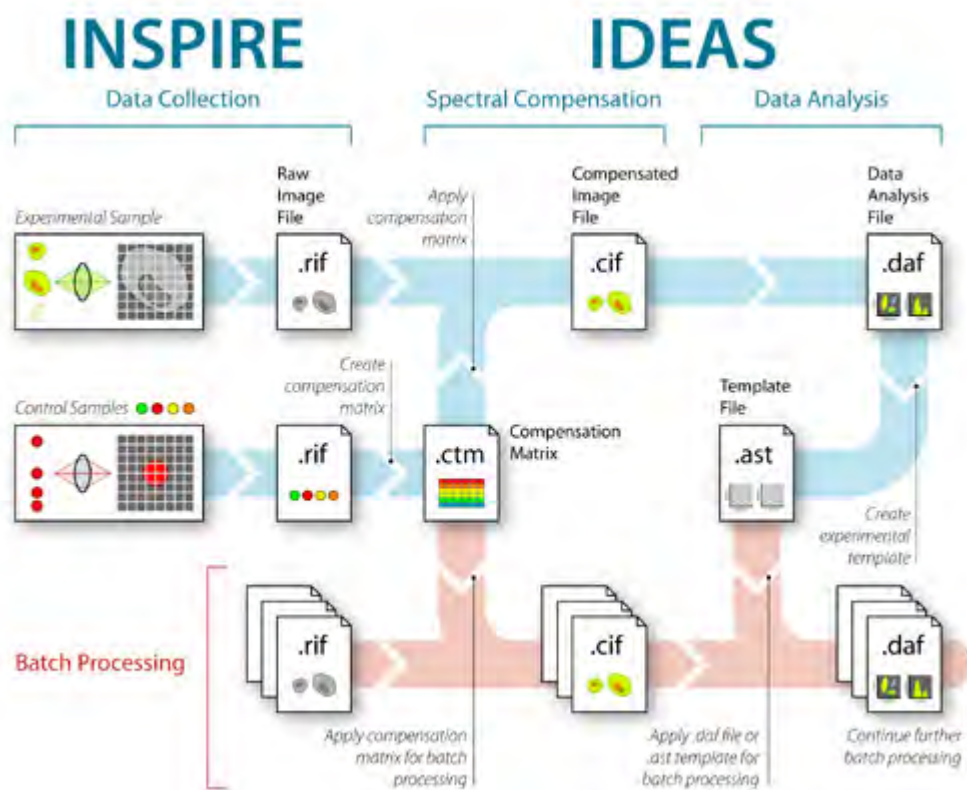 INSPIRE
IDEAS
Data Collection
Spectral Compensation
Data Analysis
Experimental Sample
Raw
Image
File
.rif
Apply
compensation
matrix
Compensated
Image
File
.cif
Data
Analysis
File
.daf
Control Samples
.rif
Create
compensation
matrix
.ctm
Compensation
Matrix
Template
File
.ast
Create
experimental
template
Batch Processing
.rif
.cif
.daf
Apply compensation
matrix for batch
processing
Apply .daf file or
.ast template for
batch processing
Continue further
batch processing